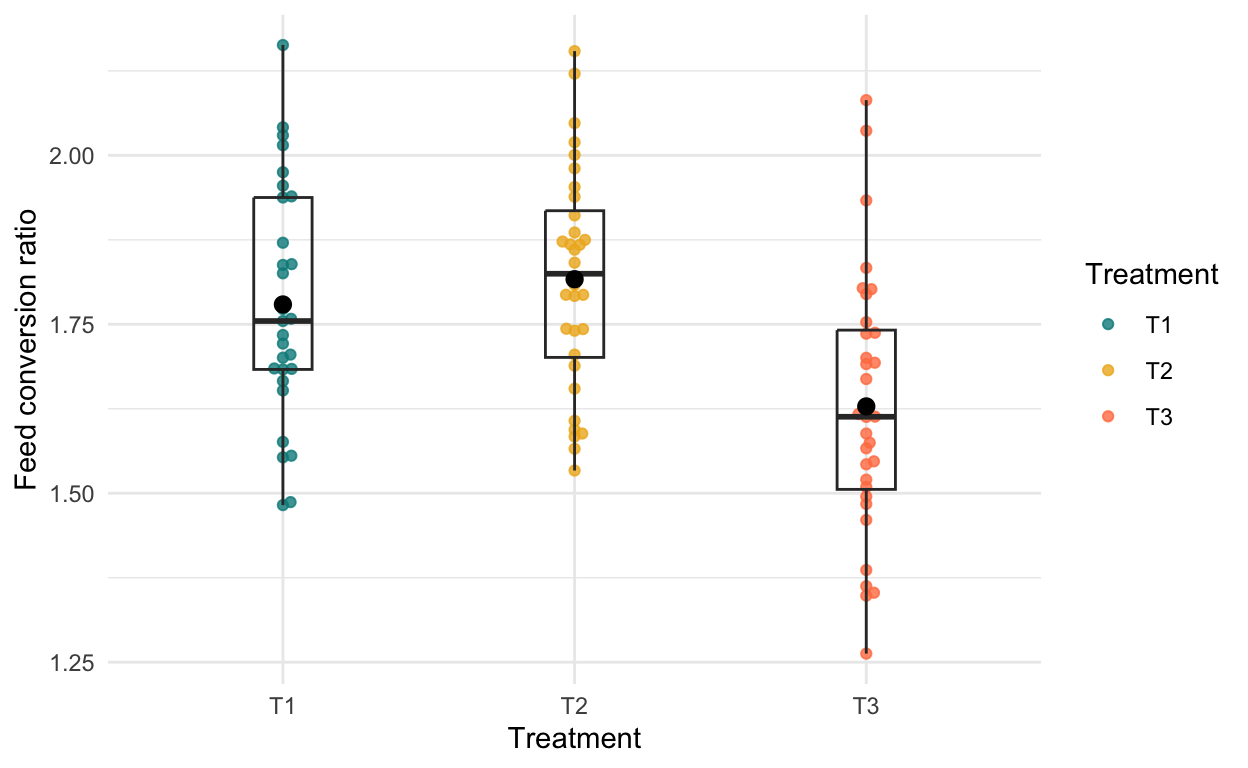 Feed conversion ratio
2.00
1.75
1.50
1.25
T1 T2 T3
Treatment
Treatment
T1
T2
T3